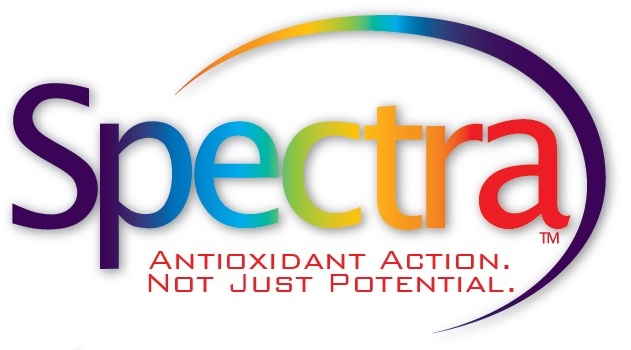 Spectra™
Antioxidant Action.
Not Just Potential.